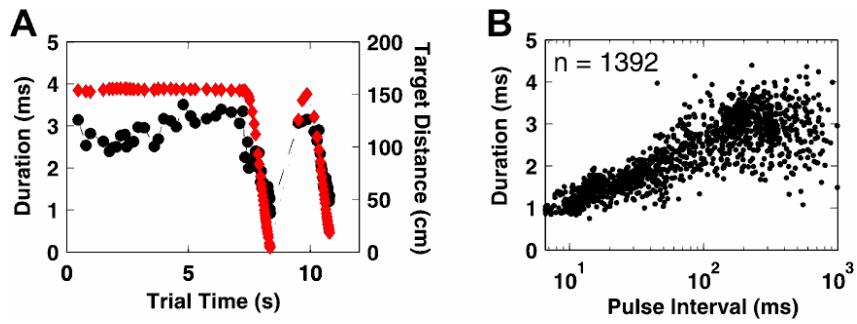 A
Duration (ms)
5
4
3
2
1
0
200
150
100
50
0
Target Distance (cm)
0
5
10
Trial Time (s)
B
n = 1392
Duration (ms)
5
4
3
2
1
0
10^1
10^2
10^3
Pulse Interval (ms)